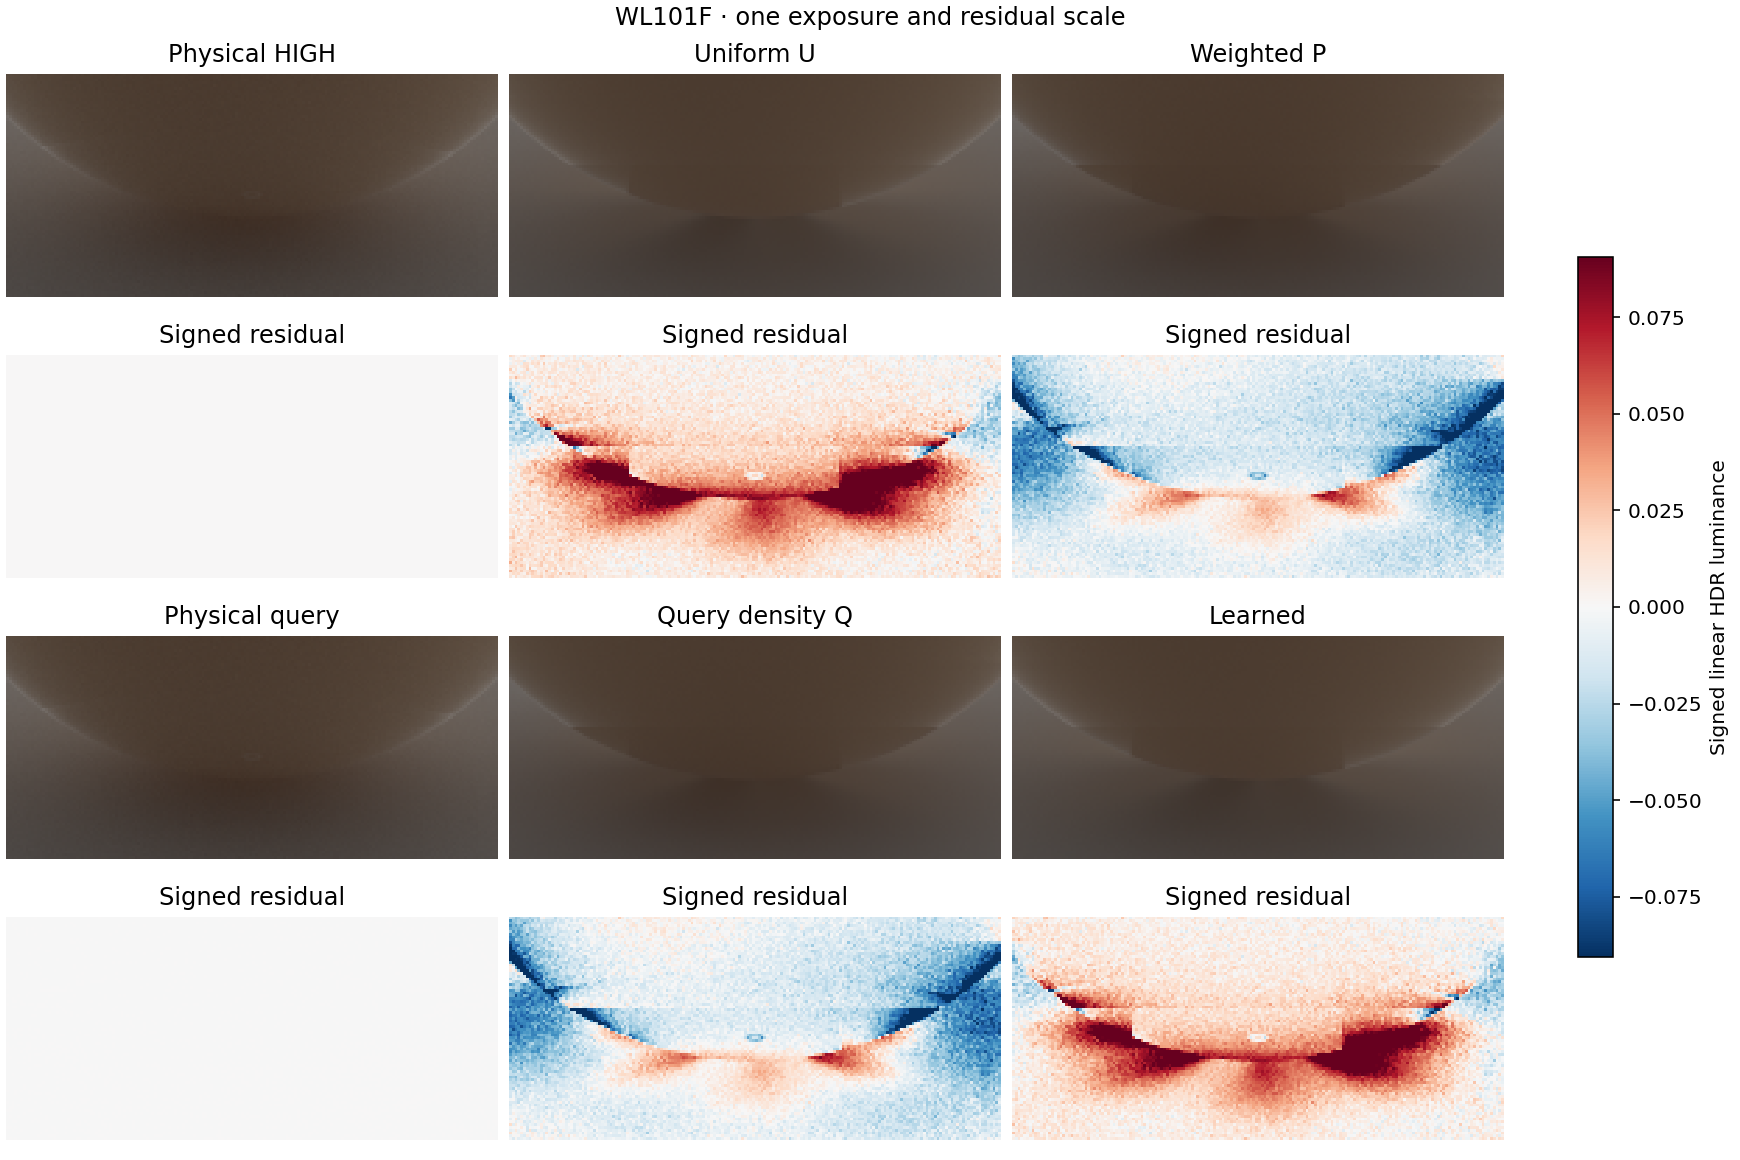 WL101F · one exposure and residual scale
Physical HIGH
Uniform U
Weighted P
Signed residual
Signed residual
Signed residual
Physical query
Query density Q
Learned
Signed residual
Signed residual
Signed residual
0.075
0.050
0.025
0.000
−0.025
−0.050
−0.075
Signed linear HDR luminance